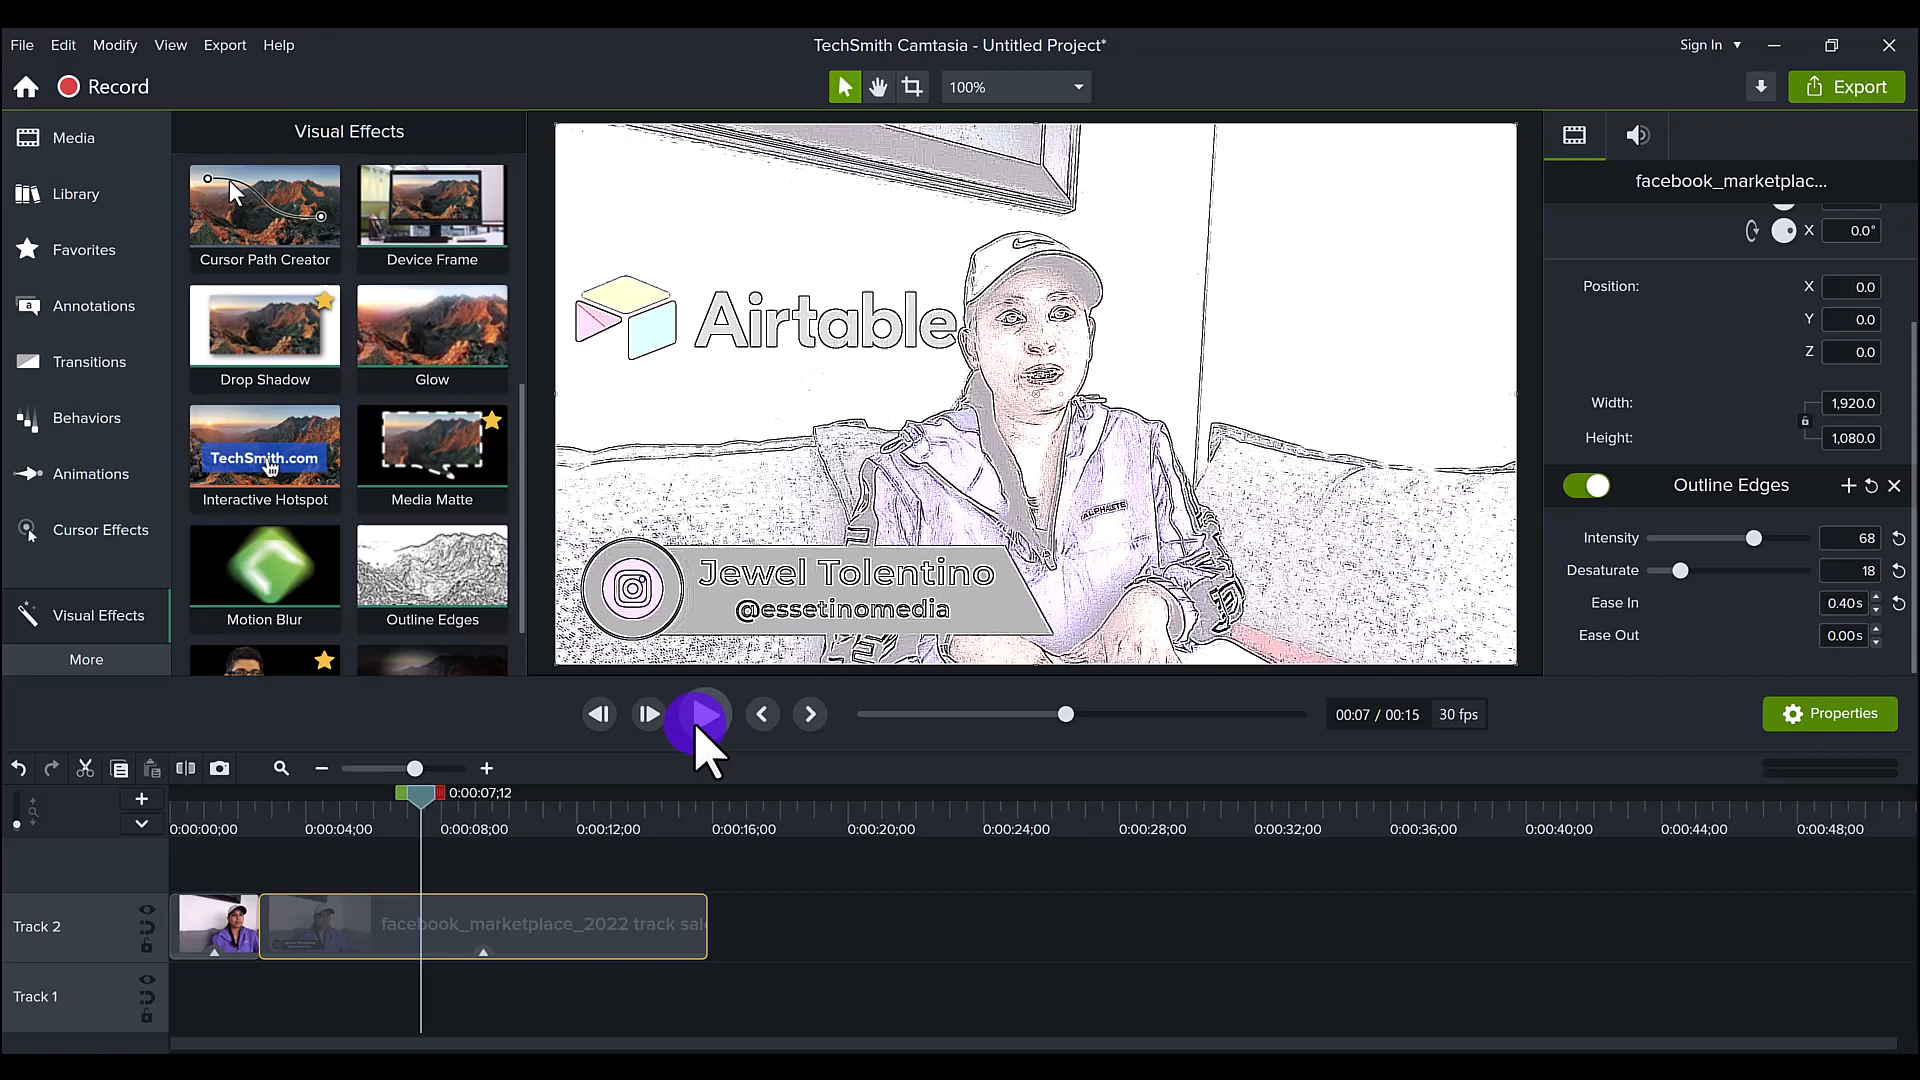 File Edit Modify View Export Help
TechSmith Camtasia - Untitled Project*
Sign In
Record
100%
Export
Media
Library
Favorites
Annotations
Transitions
Behaviors
Animations
Cursor Effects
Visual Effects
More
Visual Effects
Cursor Path Creator
Device Frame
Drop Shadow
Glow
TechSmith.com
Interactive Hotspot
Media Matte
Motion Blur
Outline Edges
Airtable
ALPHALETE
Jewel Tolentino
@essetinomedia
facebook_marketplac...
X 0.0°
Position: X 0.0
Y 0.0
Z 0.0
Width: 1,920.0
Height: 1,080.0
Outline Edges
Intensity 68
Desaturate 18
Ease In 0.40s
Ease Out 0.00s
00:07 / 00:15 30 fps
Properties
0:00:07;12
0:00:00;00 0:00:04;00 0:00:08;00 0:00:12;00 0:00:16;00 0:00:20;00 0:00:24;00 0:00:28;00 0:00:32;00 0:00:36;00 0:00:40;00 0:00:44;00 0:00:48;00
Track 2
facebook_marketplace_2022 track sal
Track 1